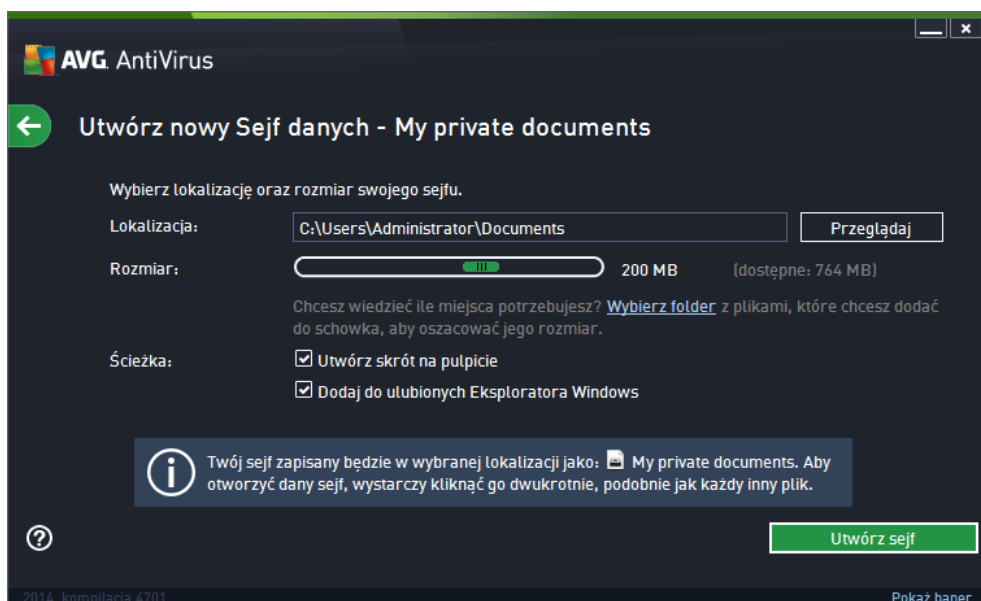 AVG. AntiVirus
Utwórz nowy Sejf danych - My private documents
Wybierz lokalizację oraz rozmiar swojego sejfu.
Lokalizacja: C:\Users\Administrator\Documents Przeglądaj
Rozmiar: 200 MB (dostępne: 764 MB)
Chcesz wiedzieć ile miejsca potrzebujesz? Wybierz folder z plikami, które chcesz dodać
do schowka, aby oszacować jego rozmiar.
Ścieżka: Utwórz skrót na pulpicie
Dodaj do ulubionych Eksploratora Windows
Twój sejf zapisany będzie w wybranej lokalizacji jako: My private documents. Aby
otworzyć dany sejf, wystarczy kliknąć go dwukrotnie, podobnie jak każdy inny plik.
Utwórz sejf
2014 kompilacja 4701 Pokaż baner